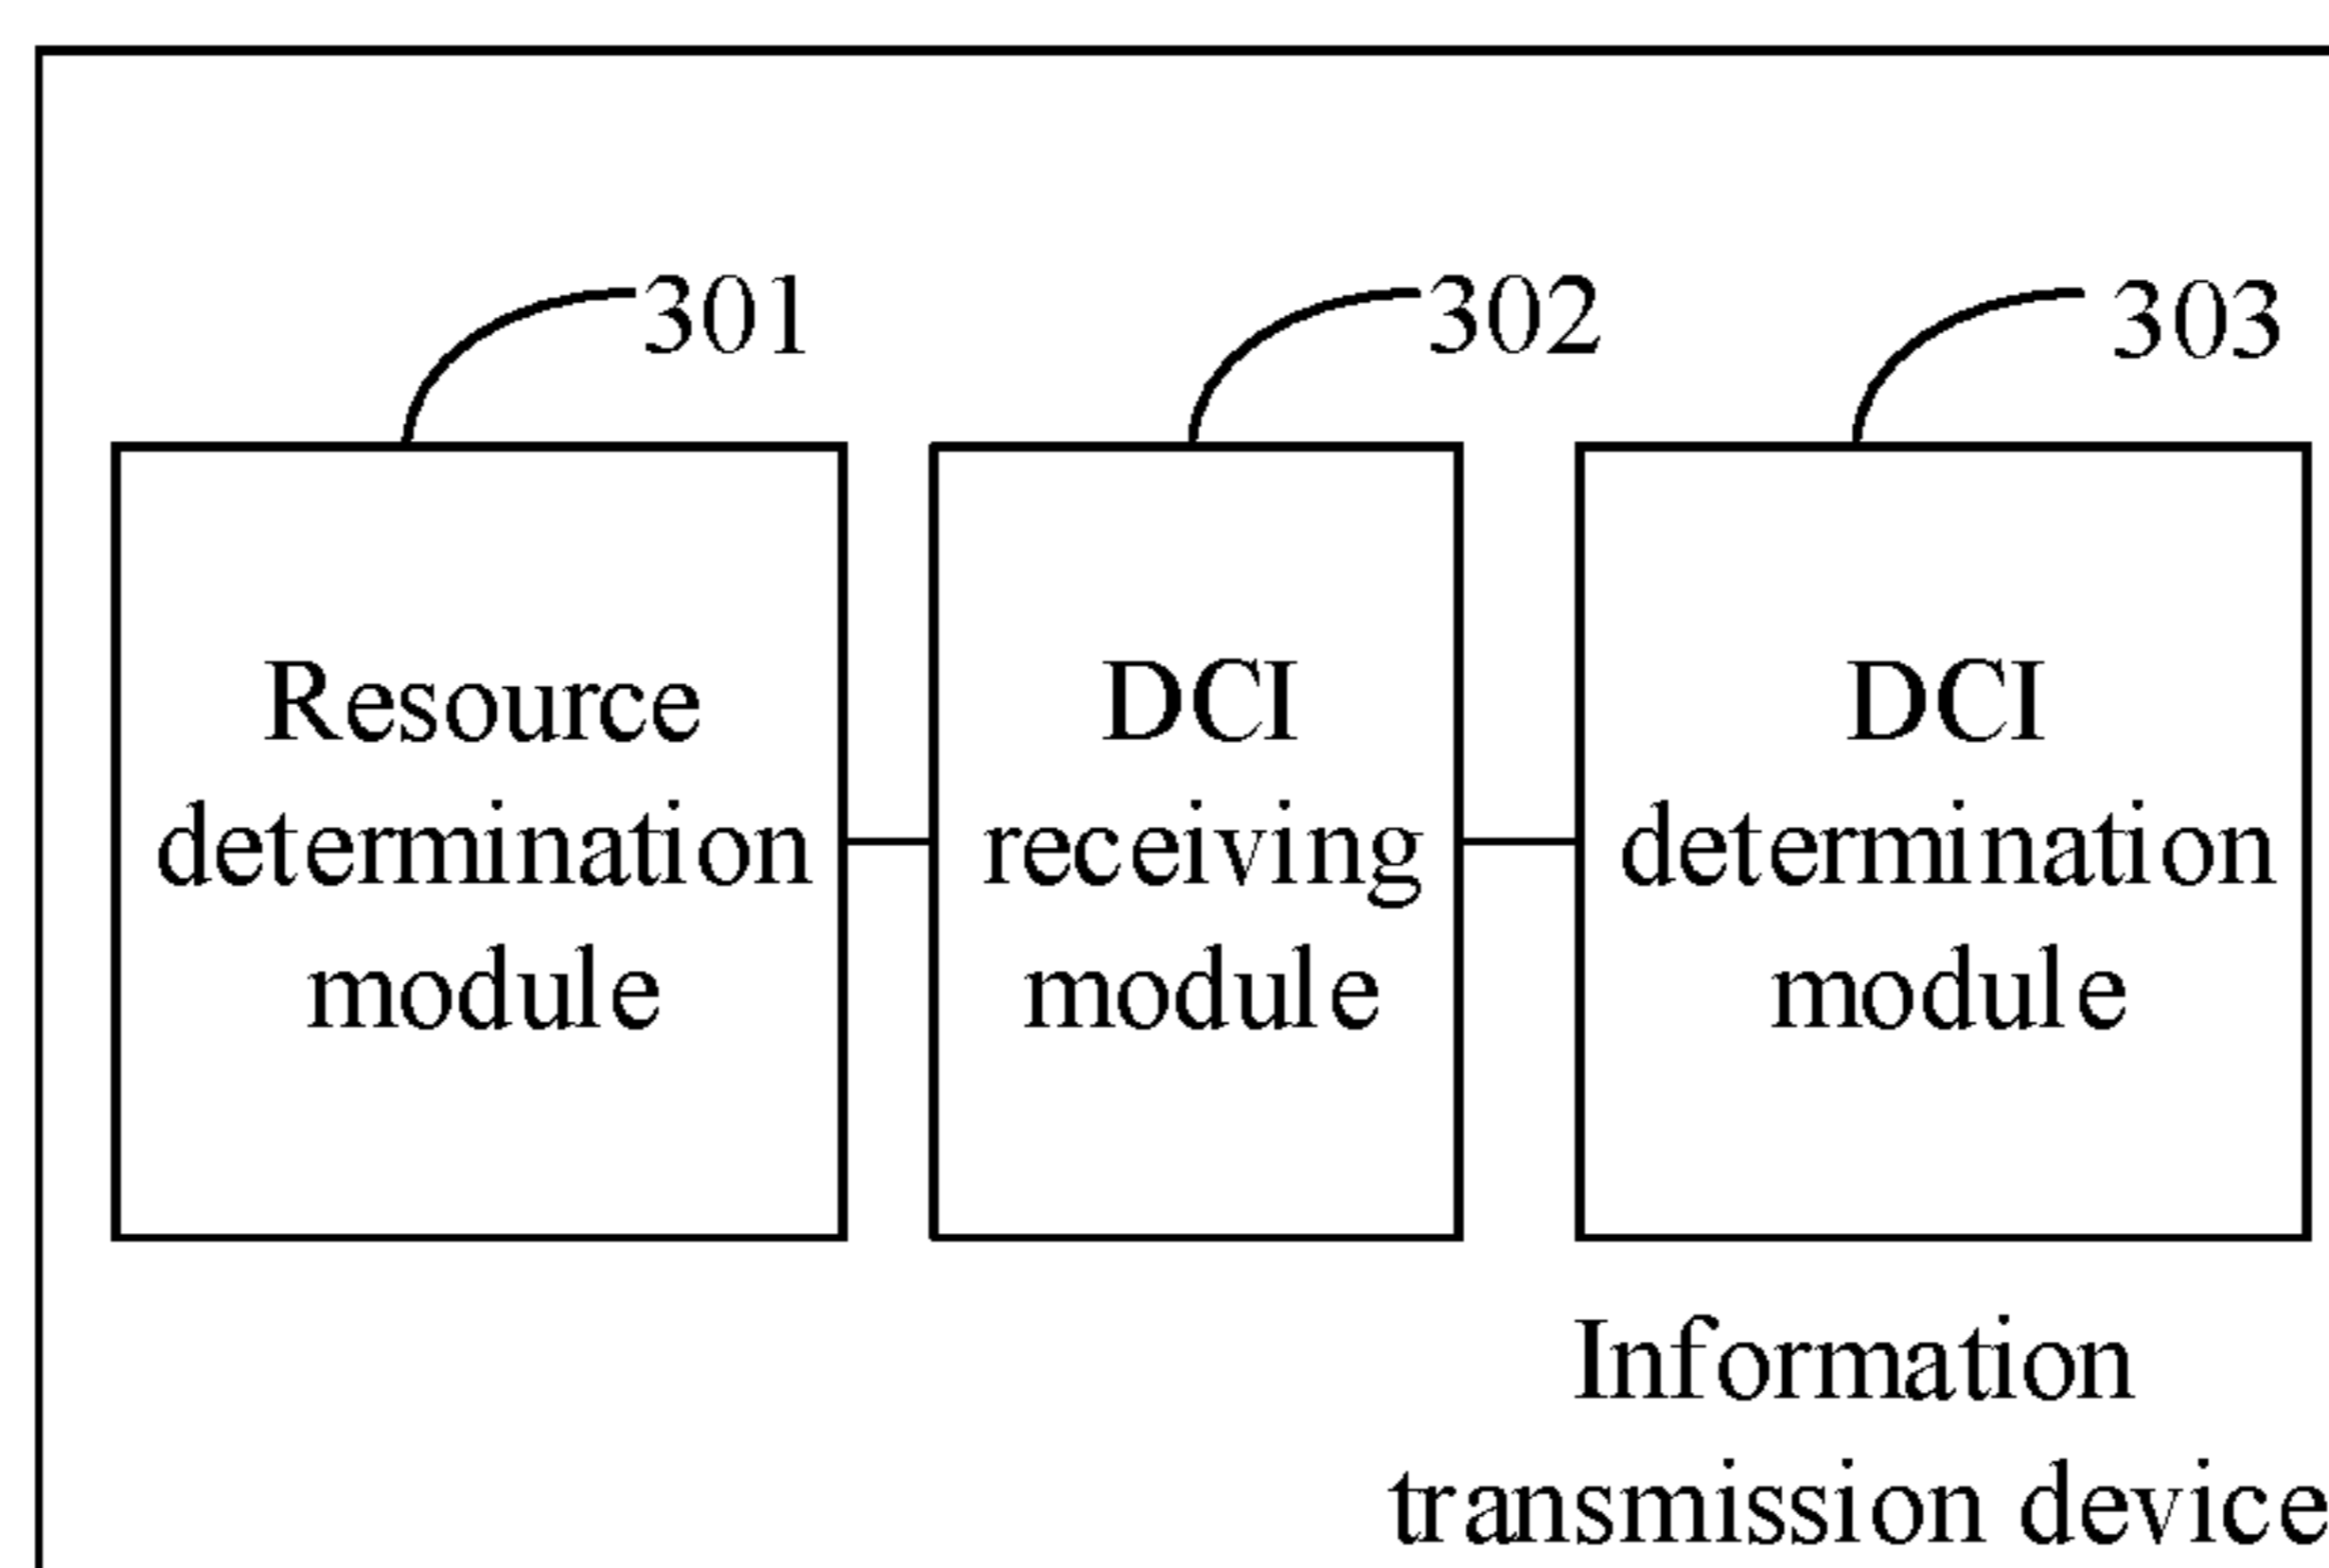 301
302
303
Resource
determination
module
DCI
receiving
module
DCI
determination
module
Information
transmission device